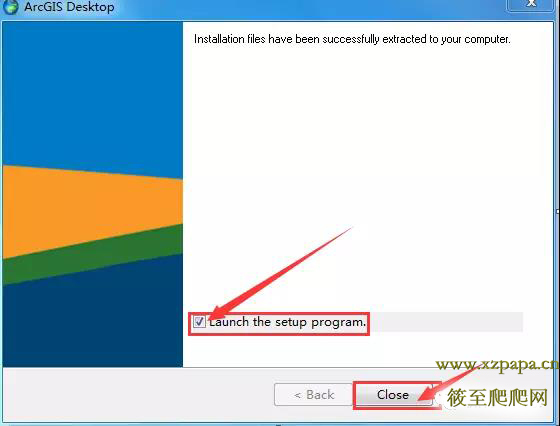 ArcGIS Desktop
Installation files have been successfully extracted to your computer.
Launch the setup program.
www.xzpapa.cn
< Back
Close
筱至爬爬网